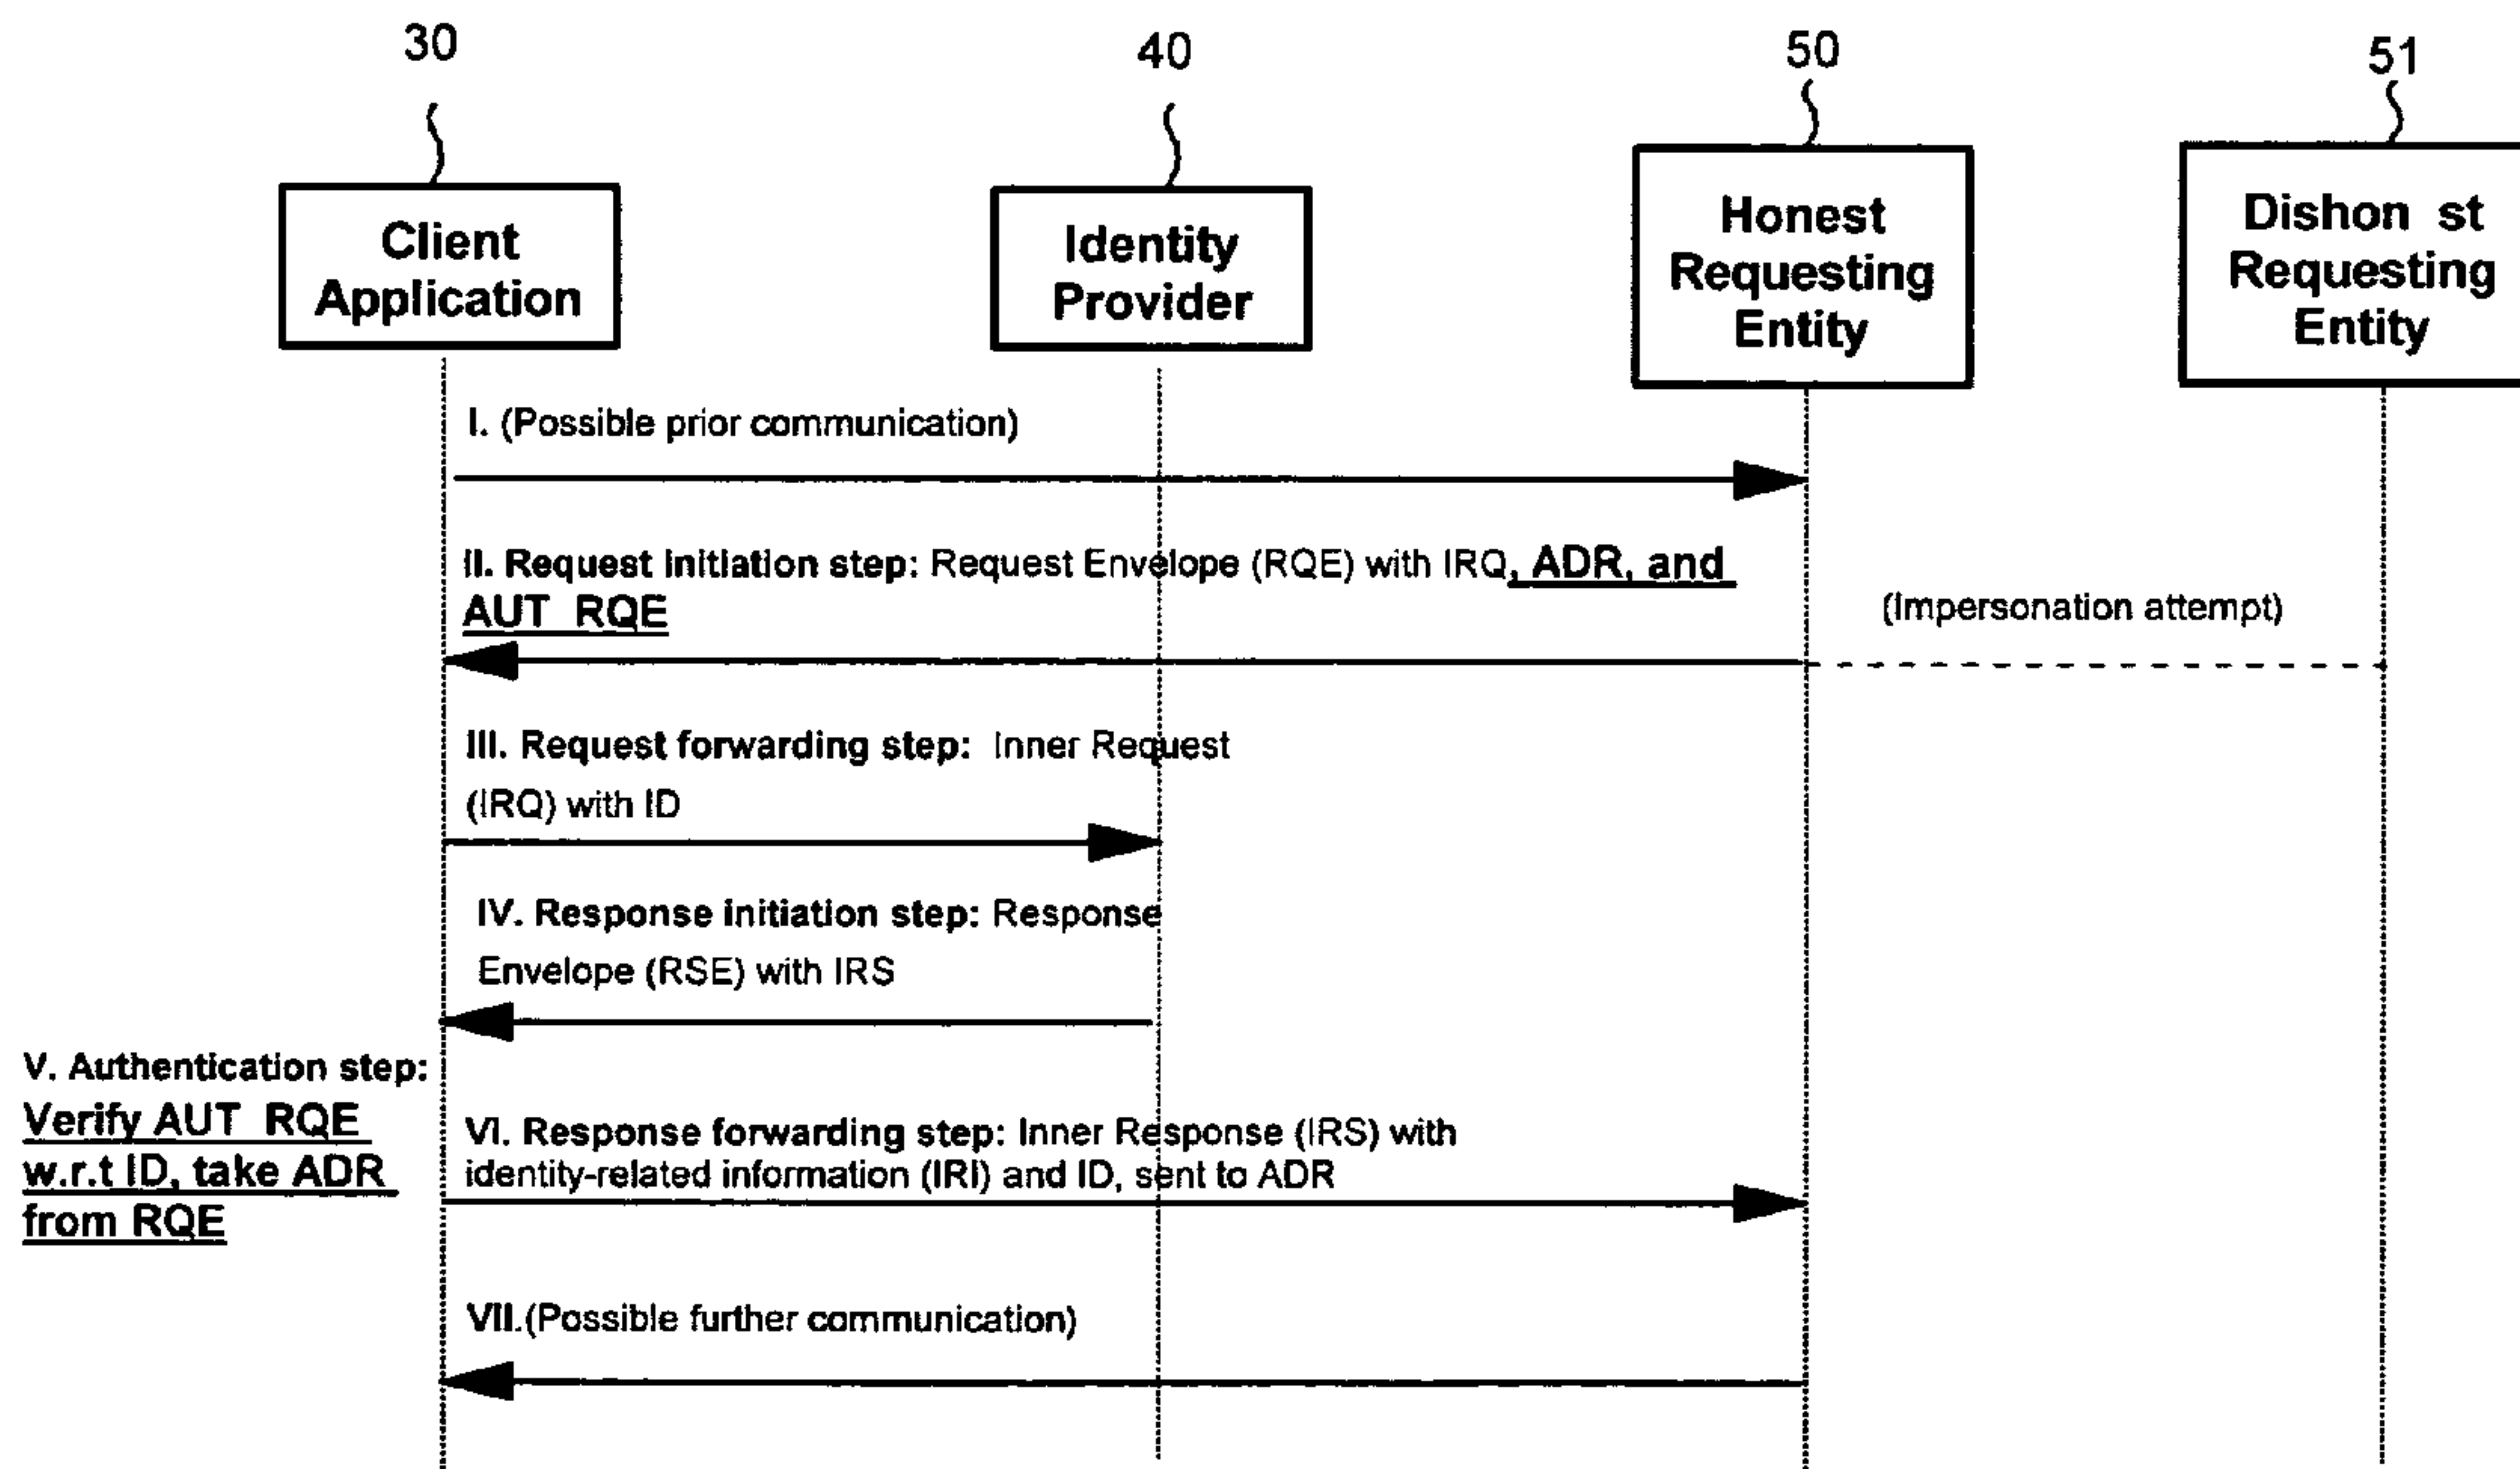 30
40
50
51
Client
Application
Identity
Provider
Honest
Requesting
Entity
Dishon st
Requesting
Entity
I. (Possible prior communication)
II. Request initiation step: Request Envelope (RQE) with IRQ, ADR, and
AUT_RQE
(Impersonation attempt)
III. Request forwarding step: Inner Request
(IRQ) with ID
IV. Response initiation step: Response
Envelope (RSE) with IRS
V. Authentication step:
Verify AUT_RQE
w.r.t ID, take ADR
from RQE
VI. Response forwarding step: Inner Response (IRS) with
identity-related information (IRI) and ID, sent to ADR
VII.(Possible further communication)